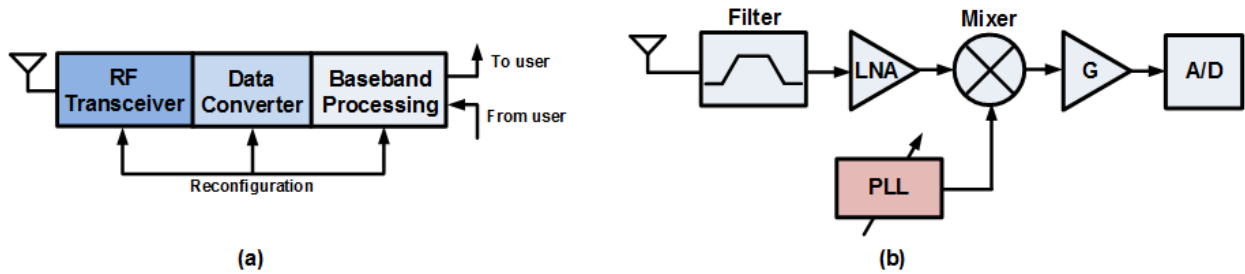 RF
Transceiver
Data
Converter
Baseband
Processing
To user
From user
Reconfiguration
(a)
Filter
LNA
Mixer
G
A/D
PLL
(b)